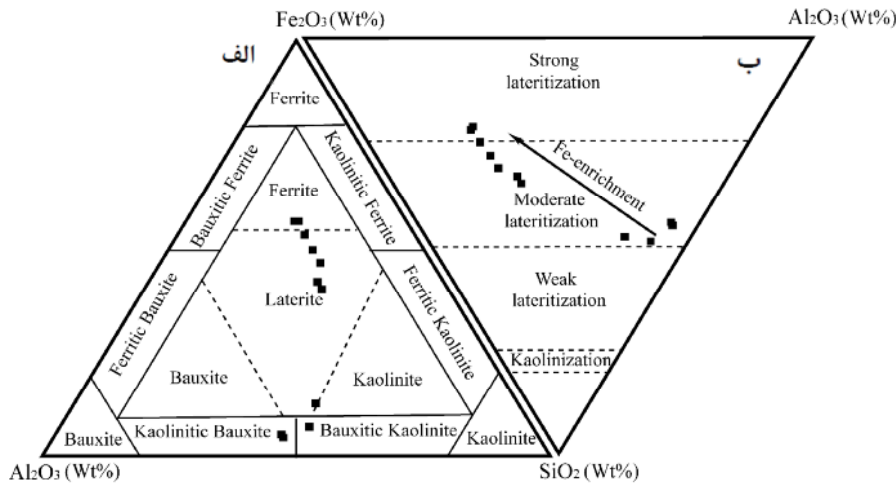 Fe₂O₃ (Wt%)
Al₂O₃ (Wt%)
الف
ب
Strong
lateritization
Ferrite
Bauxitic Ferrite
Kaolinitic Ferrite
Ferrite
Fe-enrichment
Moderate
lateritization
Ferritic Bauxite
Laterite
Ferritic Kaolinite
Weak
lateritization
Kaolinization
Bauxite
Kaolinite
Bauxite
Kaolinitic Bauxite
Bauxitic Kaolinite
Kaolinite
Al₂O₃ (Wt%)
SiO₂ (Wt%)